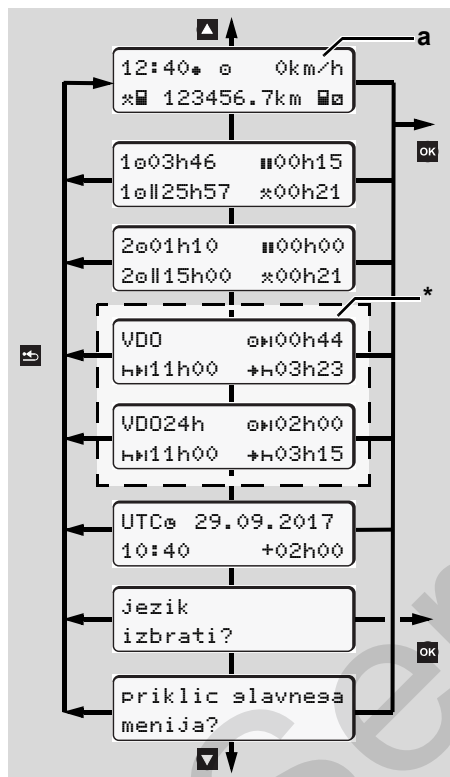 a
12:40 0km/h
123456.7km
OK
1 03h46 00h15
1 25h57 00h21
2 01h10 00h00
2 15h00 00h21
*
VDO 00h44
11h00 03h23
VDO24h 02h00
11h00 03h15
UTC 29.09.2017
10:40 +02h00
jezik
izbrati?
OK
priklic glavnega
menija?